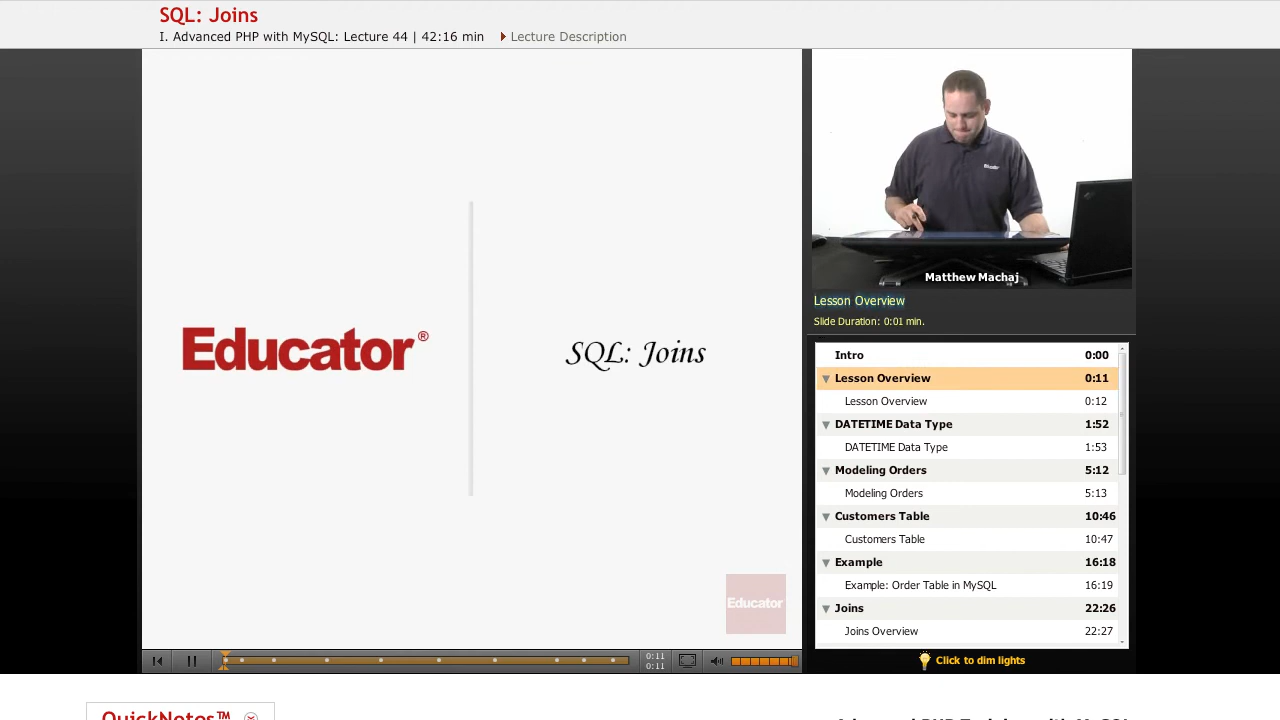 SQL: Joins
I. Advanced PHP with MySQL: Lecture 44 | 42:16 min
Lecture Description
Educator®
SQL: Joins
Educator
0:11
0:11
Matthew Machaj
Lesson Overview
Slide Duration: 0:01 min.
Intro 0:00
Lesson Overview 0:11
Lesson Overview 0:12
DATETIME Data Type 1:52
DATETIME Data Type 1:53
Modeling Orders 5:12
Modeling Orders 5:13
Customers Table 10:46
Customers Table 10:47
Example 16:18
Example: Order Table in MySQL 16:19
Joins 22:26
Joins Overview 22:27
Click to dim lights
QuickNotes™